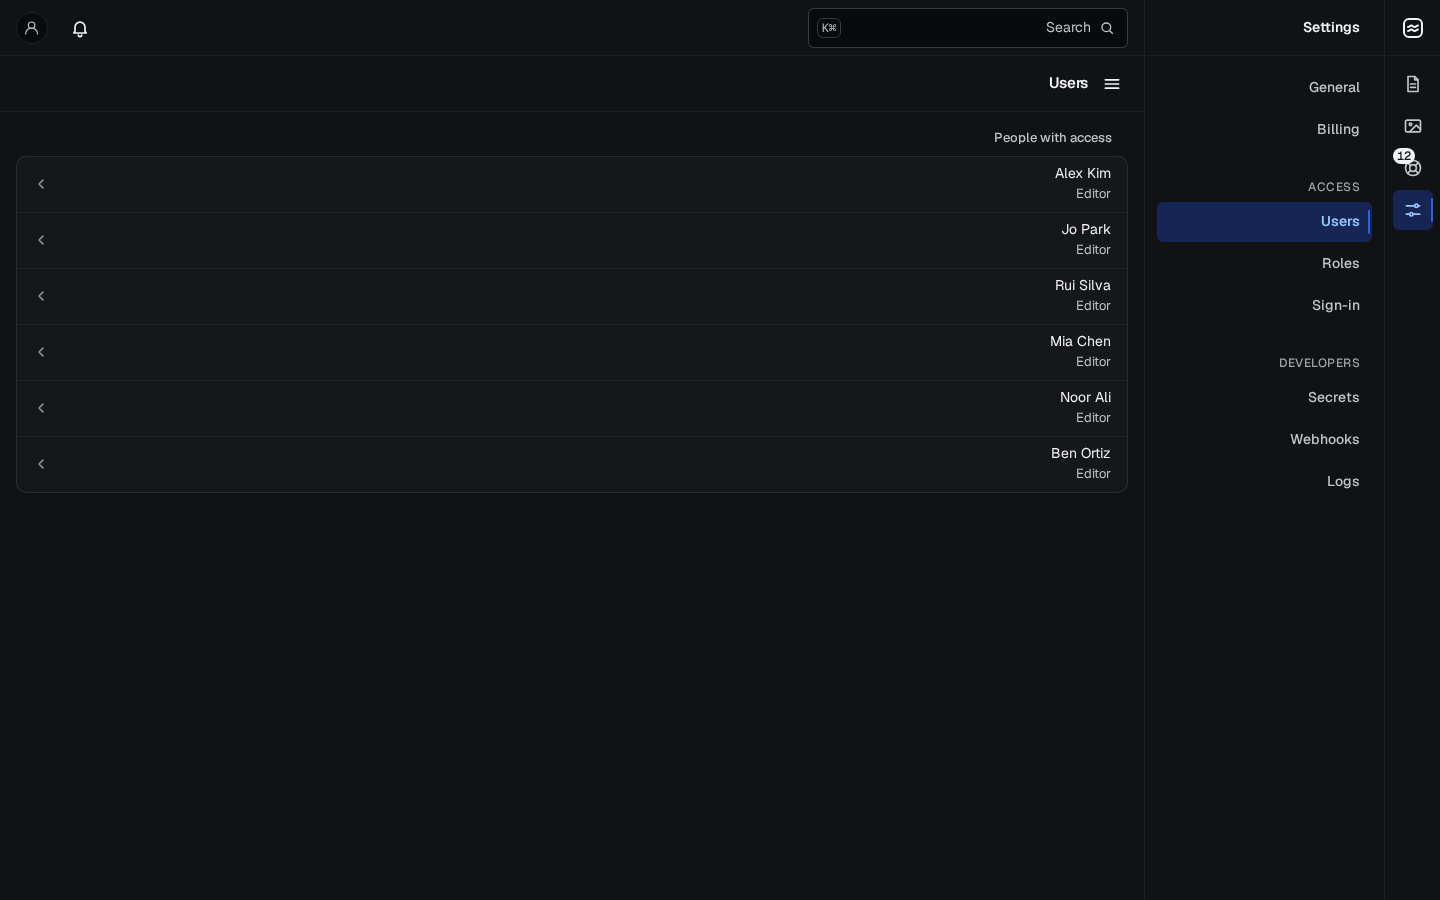 Settings
Search
K⌘
12
General
Billing
ACCESS
Users
Roles
Sign-in
DEVELOPERS
Secrets
Webhooks
Logs
Users
People with access
Alex Kim
Editor
Jo Park
Editor
Rui Silva
Editor
Mia Chen
Editor
Noor Ali
Editor
Ben Ortiz
Editor